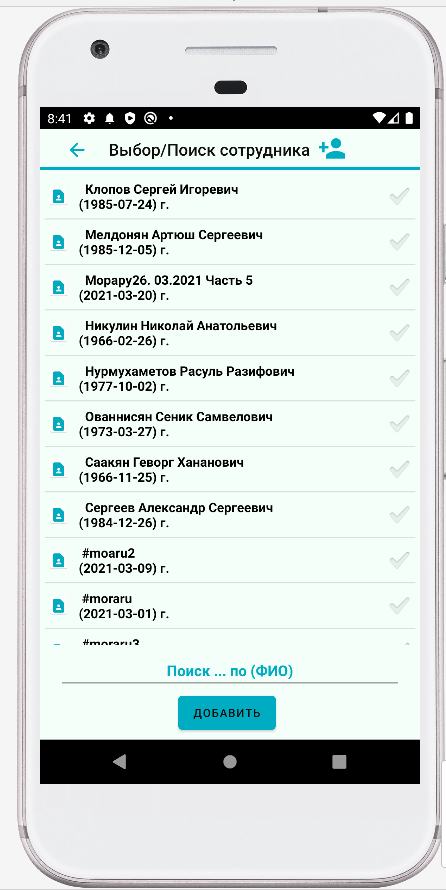 8:41
Выбор/Поиск сотрудника
Клопов Сергей Игоревич
(1985-07-24) г.
Мелдонян Артюш Сергеевич
(1985-12-05) г.
Морару26. 03.2021 Часть 5
(2021-03-20) г.
Никулин Николай Анатольевич
(1966-02-26) г.
Нурмухаметов Расуль Разифович
(1977-10-02) г.
Ованнисян Сеник Самвелович
(1973-03-27) г.
Саакян Геворг Хананович
(1966-11-25) г.
Сергеев Александр Сергеевич
(1984-12-26) г.
#moaru2
(2021-03-09) г.
#moraru
(2021-03-01) г.
#moraru3
Поиск ... по (ФИО)
ДОБАВИТЬ